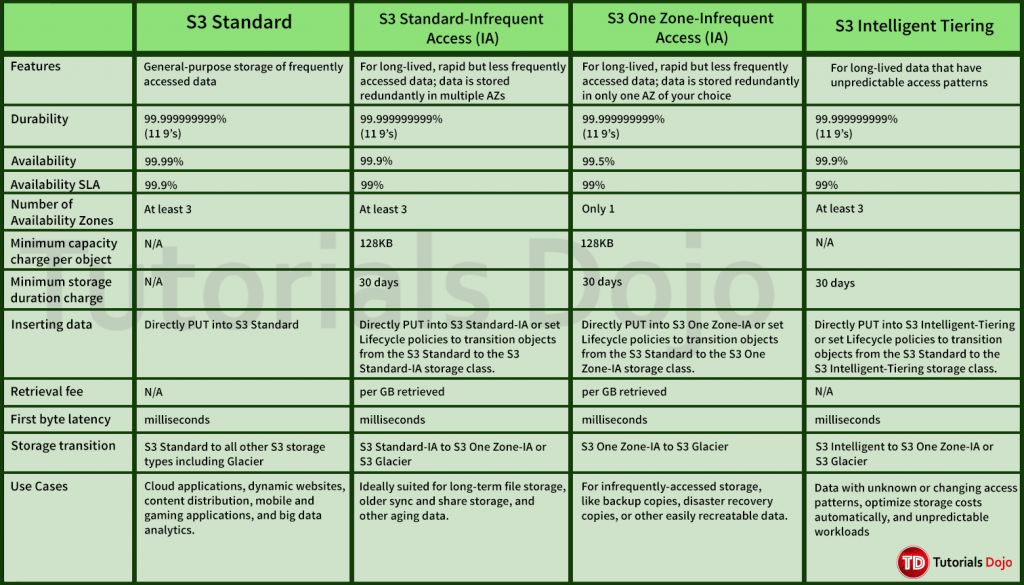 S3 Standard
S3 Standard-Infrequent
Access (IA)
S3 One Zone-Infrequent
Access (IA)
S3 Intelligent Tiering
Features
General-purpose storage of frequently
accessed data
For long-lived, rapid but less frequently
accessed data; data is stored
redundantly in multiple AZs
For long-lived, rapid but less frequently
accessed data; data is stored redundantly
in only one AZ of your choice
For long-lived data that have
unpredictable access patterns
Durability
99.999999999%
(11 9's)
99.999999999%
(11 9's)
99.999999999%
(11 9's)
99.999999999%
(11 9's)
Availability
99.99%
99.9%
99.5%
99.9%
Availability SLA
99.9%
99%
99%
99%
Number of
Availability Zones
At least 3
At least 3
Only 1
At least 3
Minimum capacity
charge per object
N/A
128KB
128KB
N/A
Minimum storage
duration charge
N/A
30 days
30 days
30 days
Inserting data
Directly PUT into S3 Standard
Directly PUT into S3 Standard-IA or set
Lifecycle policies to transition objects
from the S3 Standard to the S3
Standard-IA storage class.
Directly PUT into S3 One Zone-IA or set
Lifecycle policies to transition objects
from the S3 Standard to the S3 One
Zone-IA storage class.
Directly PUT into S3 Intelligent-Tiering
or set Lifecycle policies to transition
objects from the S3 Standard to the
S3 Intelligent-Tiering storage class.
Retrieval fee
N/A
per GB retrieved
per GB retrieved
N/A
First byte latency
milliseconds
milliseconds
milliseconds
milliseconds
Storage transition
S3 Standard to all other S3 storage
types including Glacier
S3 Standard-IA to S3 One Zone-IA or
S3 Glacier
S3 One Zone-IA to S3 Glacier
S3 Intelligent to S3 One Zone-IA or
S3 Glacier
Use Cases
Cloud applications, dynamic websites,
content distribution, mobile and
gaming applications, and big data
analytics.
Ideally suited for long-term file storage,
older sync and share storage, and
other aging data.
For infrequently-accessed storage,
like backup copies, disaster recovery
copies, or other easily recreatable data.
Data with unknown or changing access
patterns, optimize storage costs
automatically, and unpredictable
workloads
Tutorials Dojo
TD Tutorials Dojo